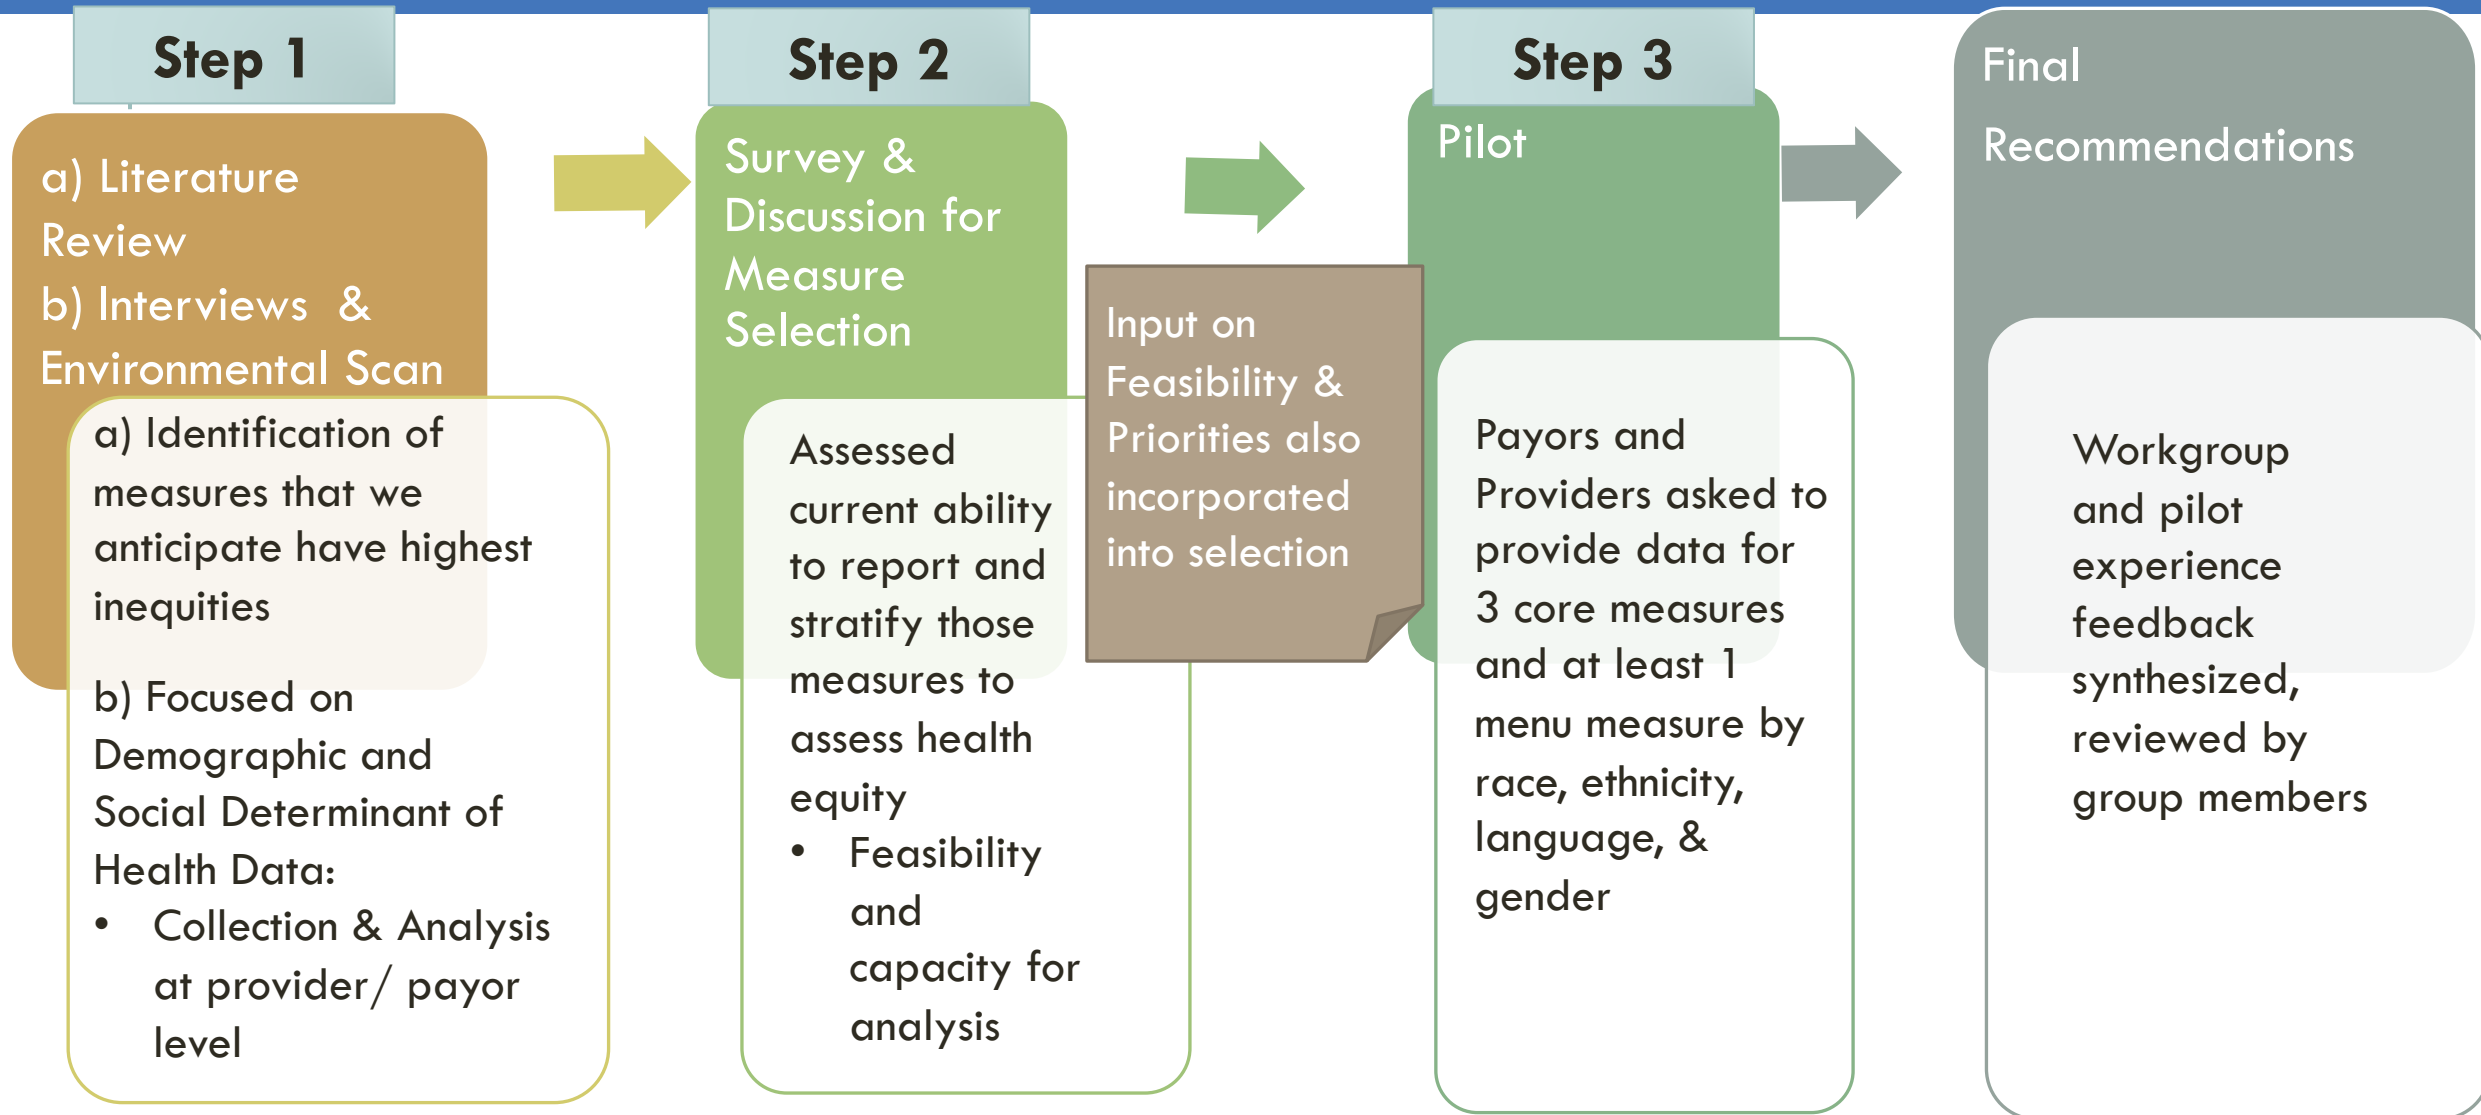 Step 1
a) Literature
Review
b) Interviews  &
Environmental Scan
a) Identification of
measures that we
anticipate have highest
inequities
b) Focused on
Demographic and
Social Determinant of
Health Data:
• Collection & Analysis
at provider/ payor
level
Step 2
Survey &
Discussion for
Measure
Selection
Assessed
current ability
to report and
stratify those
measures to
assess health
equity
• Feasibility
and
capacity for
analysis
Input on
Feasibility &
Priorities also
incorporated
into selection
Step 3
Pilot
Payors and
Providers asked to
provide data for
3 core measures
and at least 1
menu measure by
race, ethnicity,
language, &
gender
Final
Recommendations
Workgroup
and pilot
experience
feedback
synthesized,
reviewed by
group members